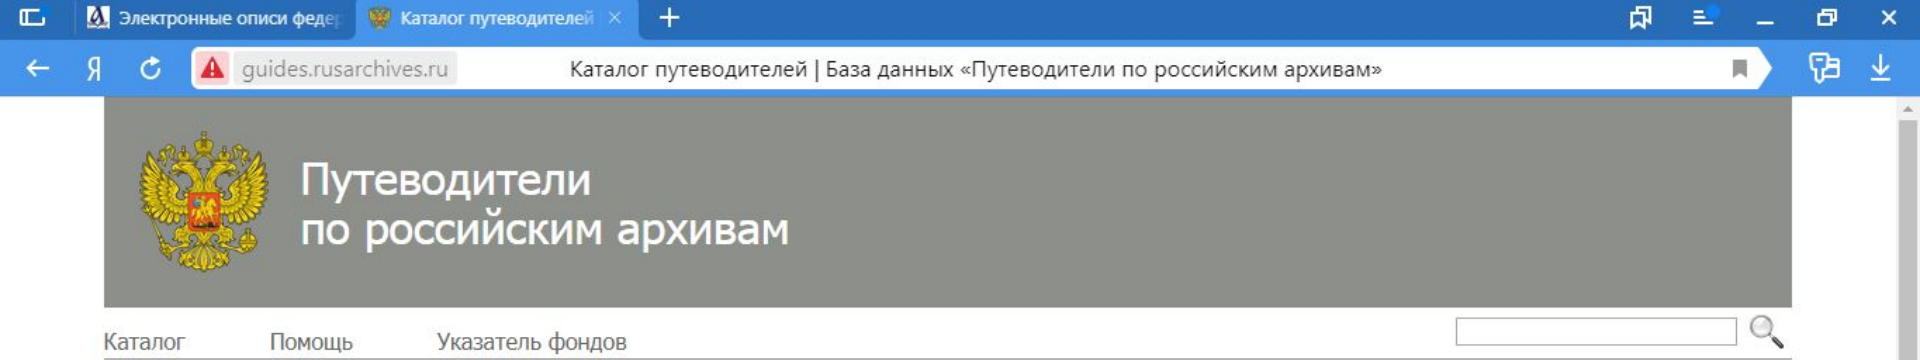 Электронные описи феде
Каталог путеводителей
Я
guides.rusarchives.ru
Каталог путеводителей | База данных «Путеводители по российским архивам»
Путеводители
по российским архивам
Каталог
Помощь
Указатель фондов